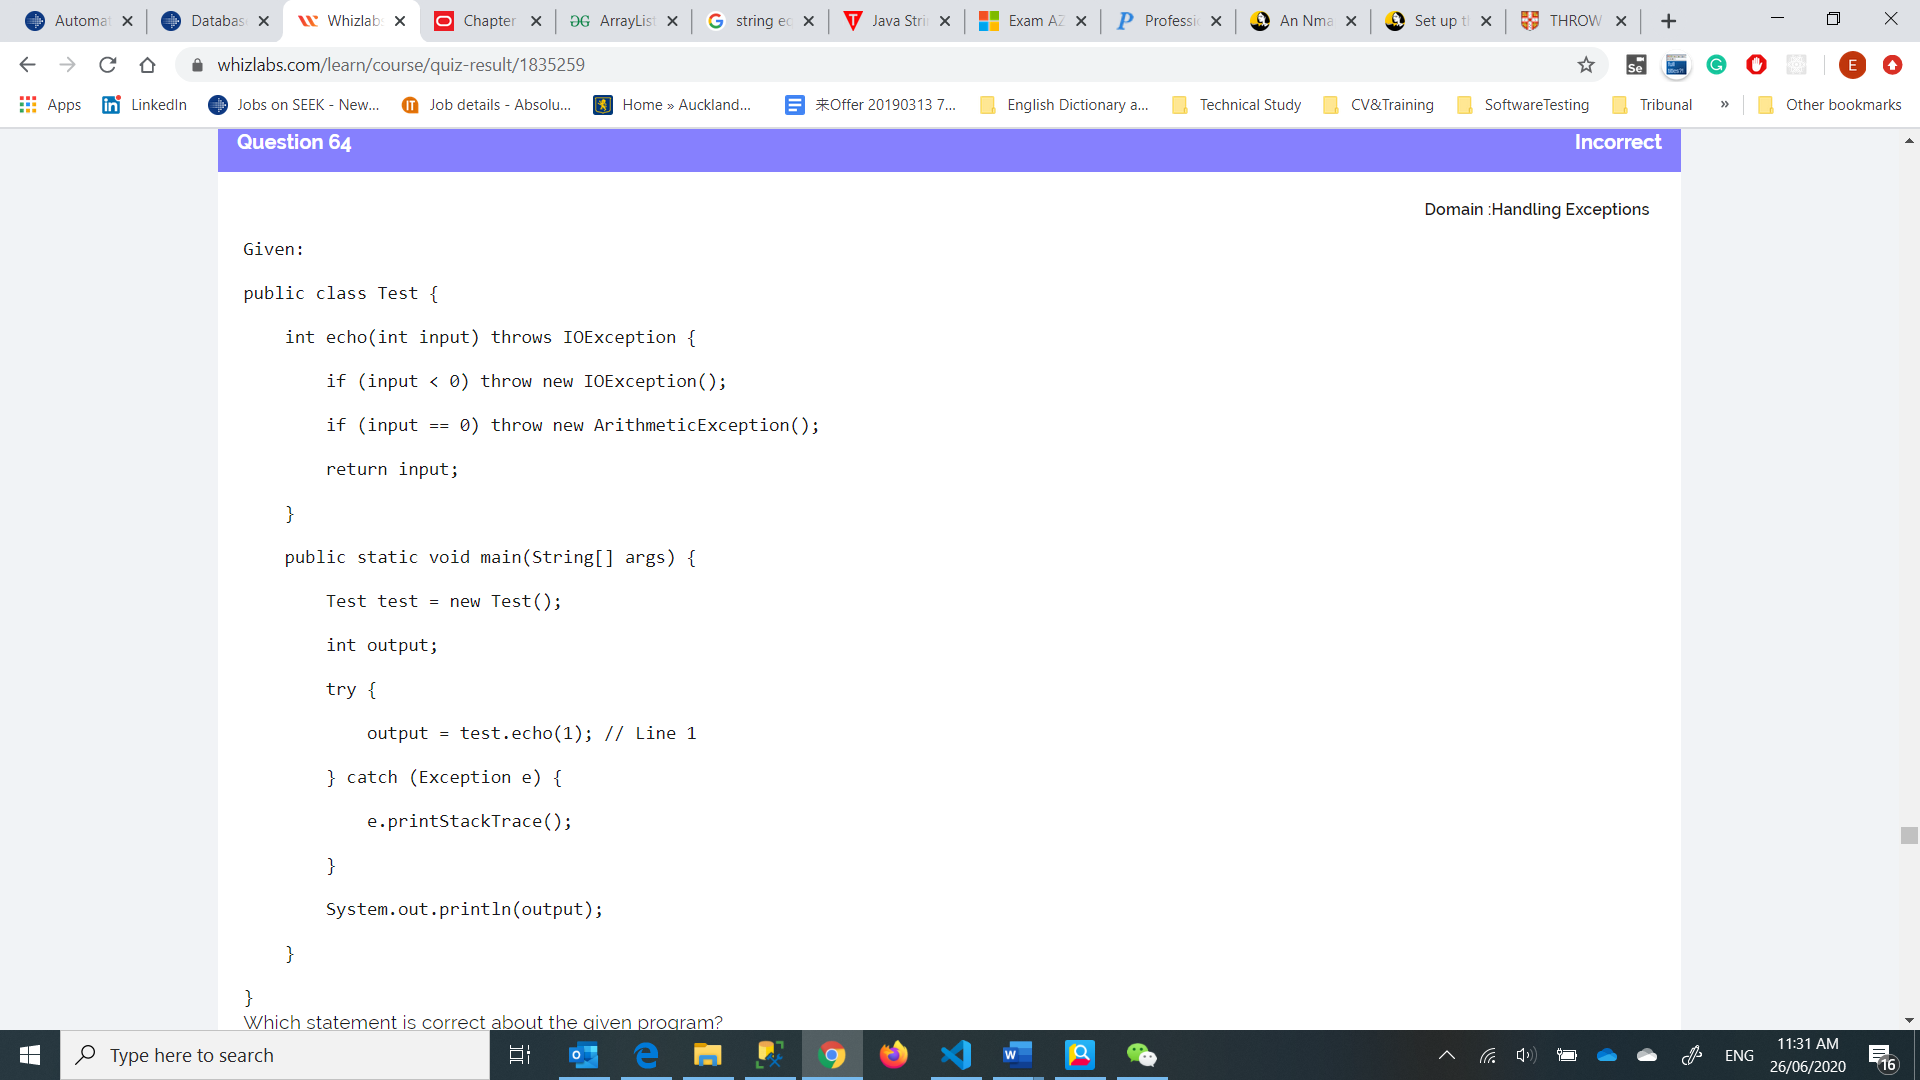 Automat
Databas
Whizlabs
Chapter
ArrayList
string eq
Java Stri
Exam AZ
Professi
An Nma
Set up t
THROW
whizlabs.com/learn/course/quiz-result/1835259
Apps
LinkedIn
Jobs on SEEK - New...
Job details - Absolu...
Home » Auckland...
来Offer 20190313 7...
English Dictionary a...
Technical Study
CV&Training
SoftwareTesting
Tribunal
»
Other bookmarks
Question 64
Incorrect
Domain :Handling Exceptions
Given:
public class Test {
int echo(int input) throws IOException {
if (input < 0) throw new IOException();
if (input == 0) throw new ArithmeticException();
return input;
}
public static void main(String[] args) {
Test test = new Test();
int output;
try {
output = test.echo(1); // Line 1
} catch (Exception e) {
e.printStackTrace();
}
System.out.println(output);
}
}
Which statement is correct about the given program?
Type here to search
ENG
11:31 AM
26/06/2020
16